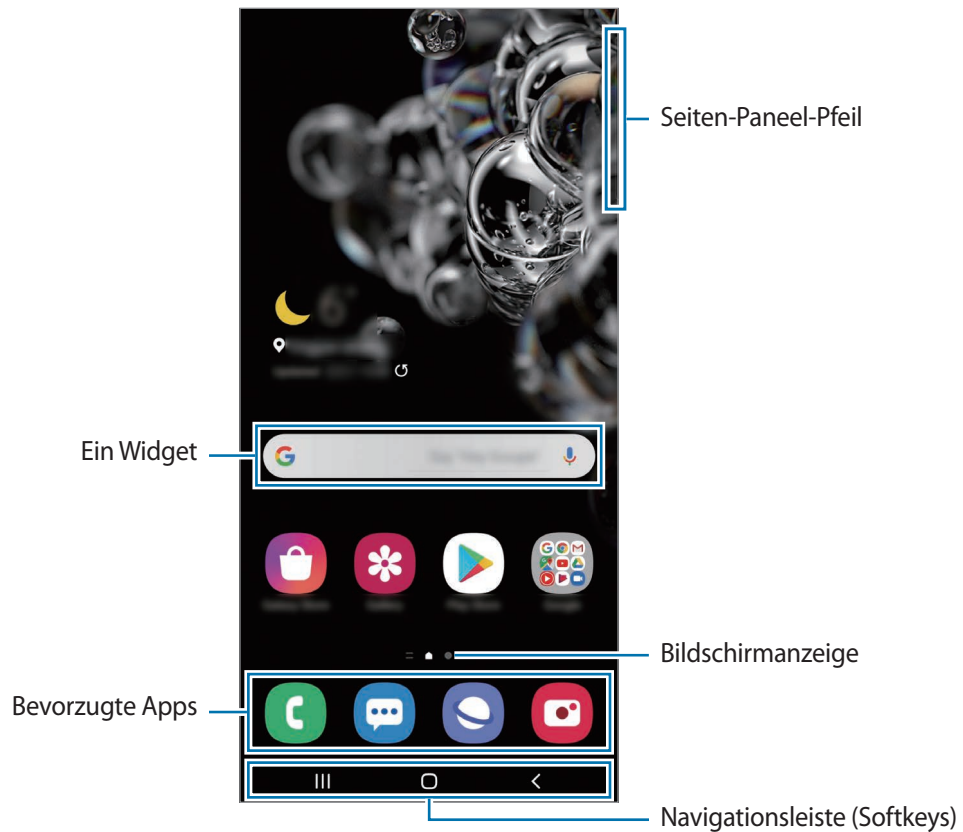 Seiten-Paneel-Pfeil
Ein Widget
Bildschirmanzeige
Bevorzugte Apps
Navigationsleiste (Softkeys)